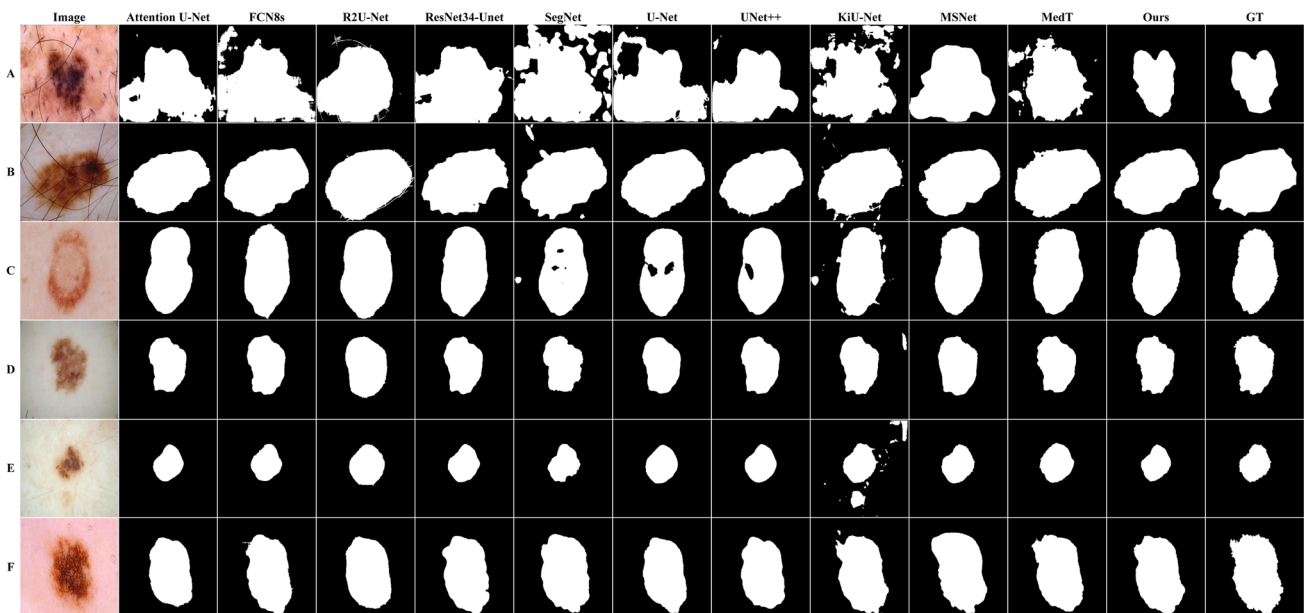 Image Attention U-Net FCN8s R2U-Net ResNet34-Unet SegNet U-Net UNet++ KiU-Net MSNet MedT Ours GT
A
B
C
D
E
F